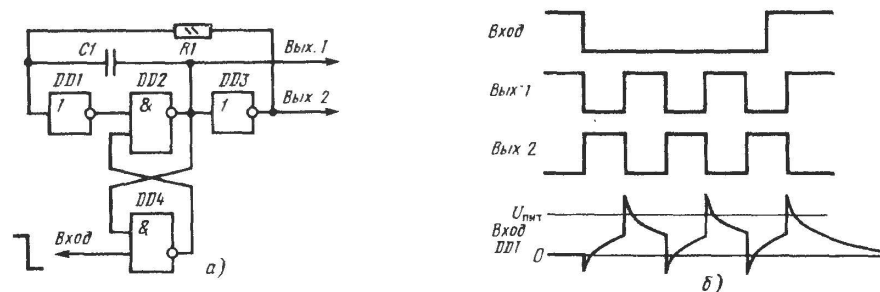 C1
R1
Вых. 1
DD1
DD2
DD3
Вых 2
1
&
1
DD4
&
Вход
а)
Вход
Вых 1
Вых 2
Uпит
Вход
DD1
0
б)